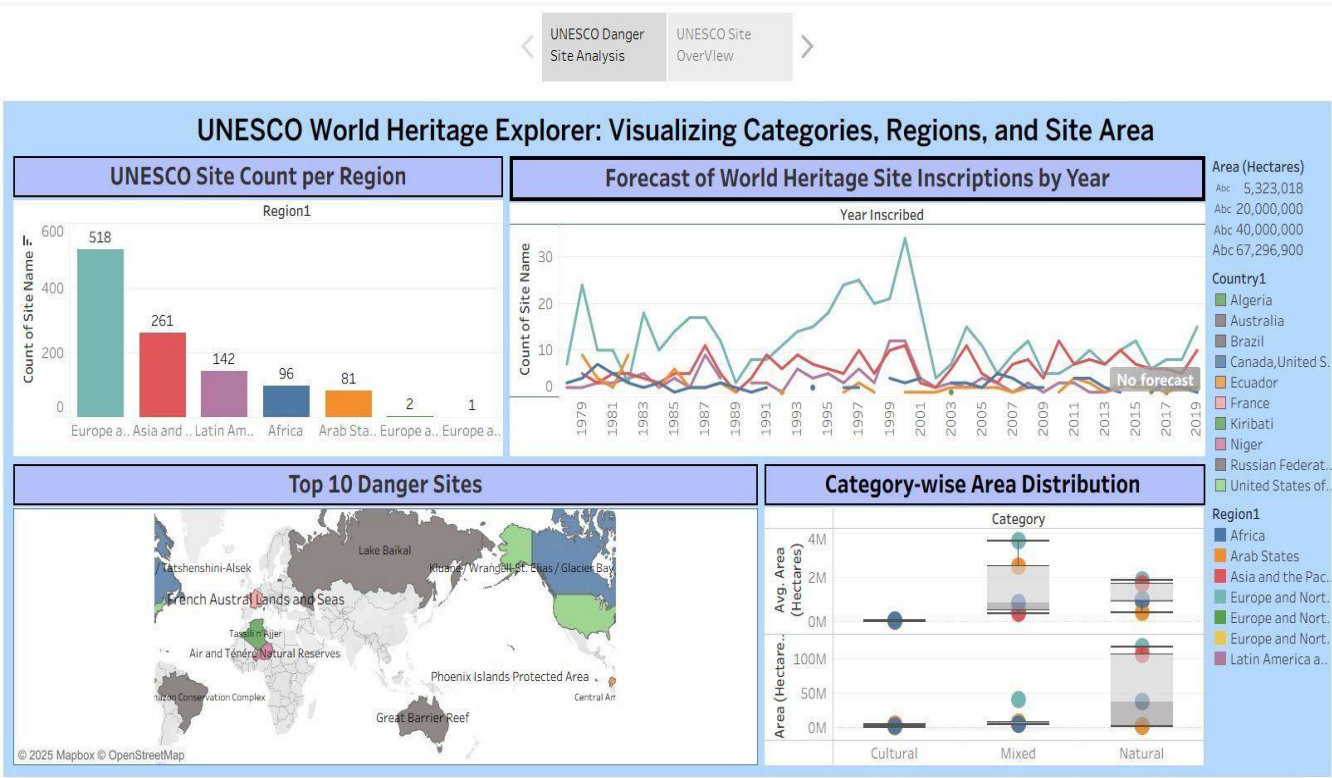 UNESCO Danger
Site Analysis
UNESCO Site
OverVIew
UNESCO World Heritage Explorer: Visualizing Categories, Regions, and Site Area
UNESCO Site Count per Region
Region1
Count of Site Name
600
400
200
0
518
261
142
96
81
2
1
Europe a..
Asia and ..
Latin Am..
Africa
Arab Sta..
Europe a..
Europe a..
Forecast of World Heritage Site Inscriptions by Year
Year Inscribed
Count of Site Name
30
20
10
0
No forecast
1979
1981
1983
1985
1987
1989
1991
1993
1995
1997
1999
2001
2003
2005
2007
2009
2011
2013
2015
2017
2019
Top 10 Danger Sites
Lake Baikal
/ Tatshenshini-Alsek
Kluane / Wrangell-St. Elias / Glacier Bay
French Austral Lands and Seas
Tassili n'Ajjer
Air and Ténéré Natural Reserves
Phoenix Islands Protected Area
Conservation Complex
Central Am
Great Barrier Reef
© 2025 Mapbox © OpenStreetMap
Category-wise Area Distribution
Category
Avg. Area
(Hectares)
4M
2M
0M
Area (Hectare..
100M
50M
0M
Cultural
Mixed
Natural
Area (Hectares)
Abc 5,323,018
Abc 20,000,000
Abc 40,000,000
Abc 67,296,900
Country1
Algeria
Australia
Brazil
Canada,United S..
Ecuador
France
Kiribati
Niger
Russian Federat..
United States of..
Region1
Africa
Arab States
Asia and the Pac..
Europe and Nort..
Europe and Nort..
Europe and Nort..
Latin America a..